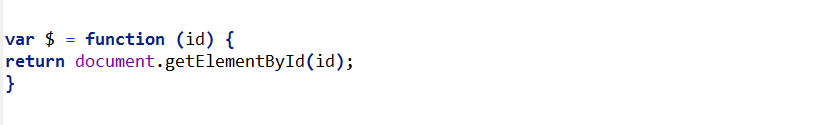 var $ = function (id) {
return document.getElementById(id);
}